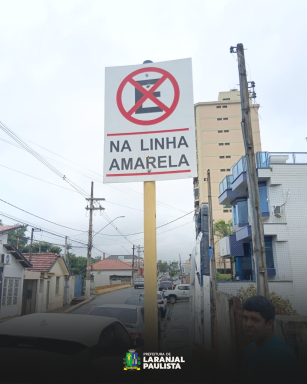 E
NA LINHA
AMARELA
PREFEITURA DE
LARANJAL
PAULISTA